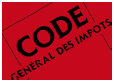 CODE
GENERAL DES IMPOTS